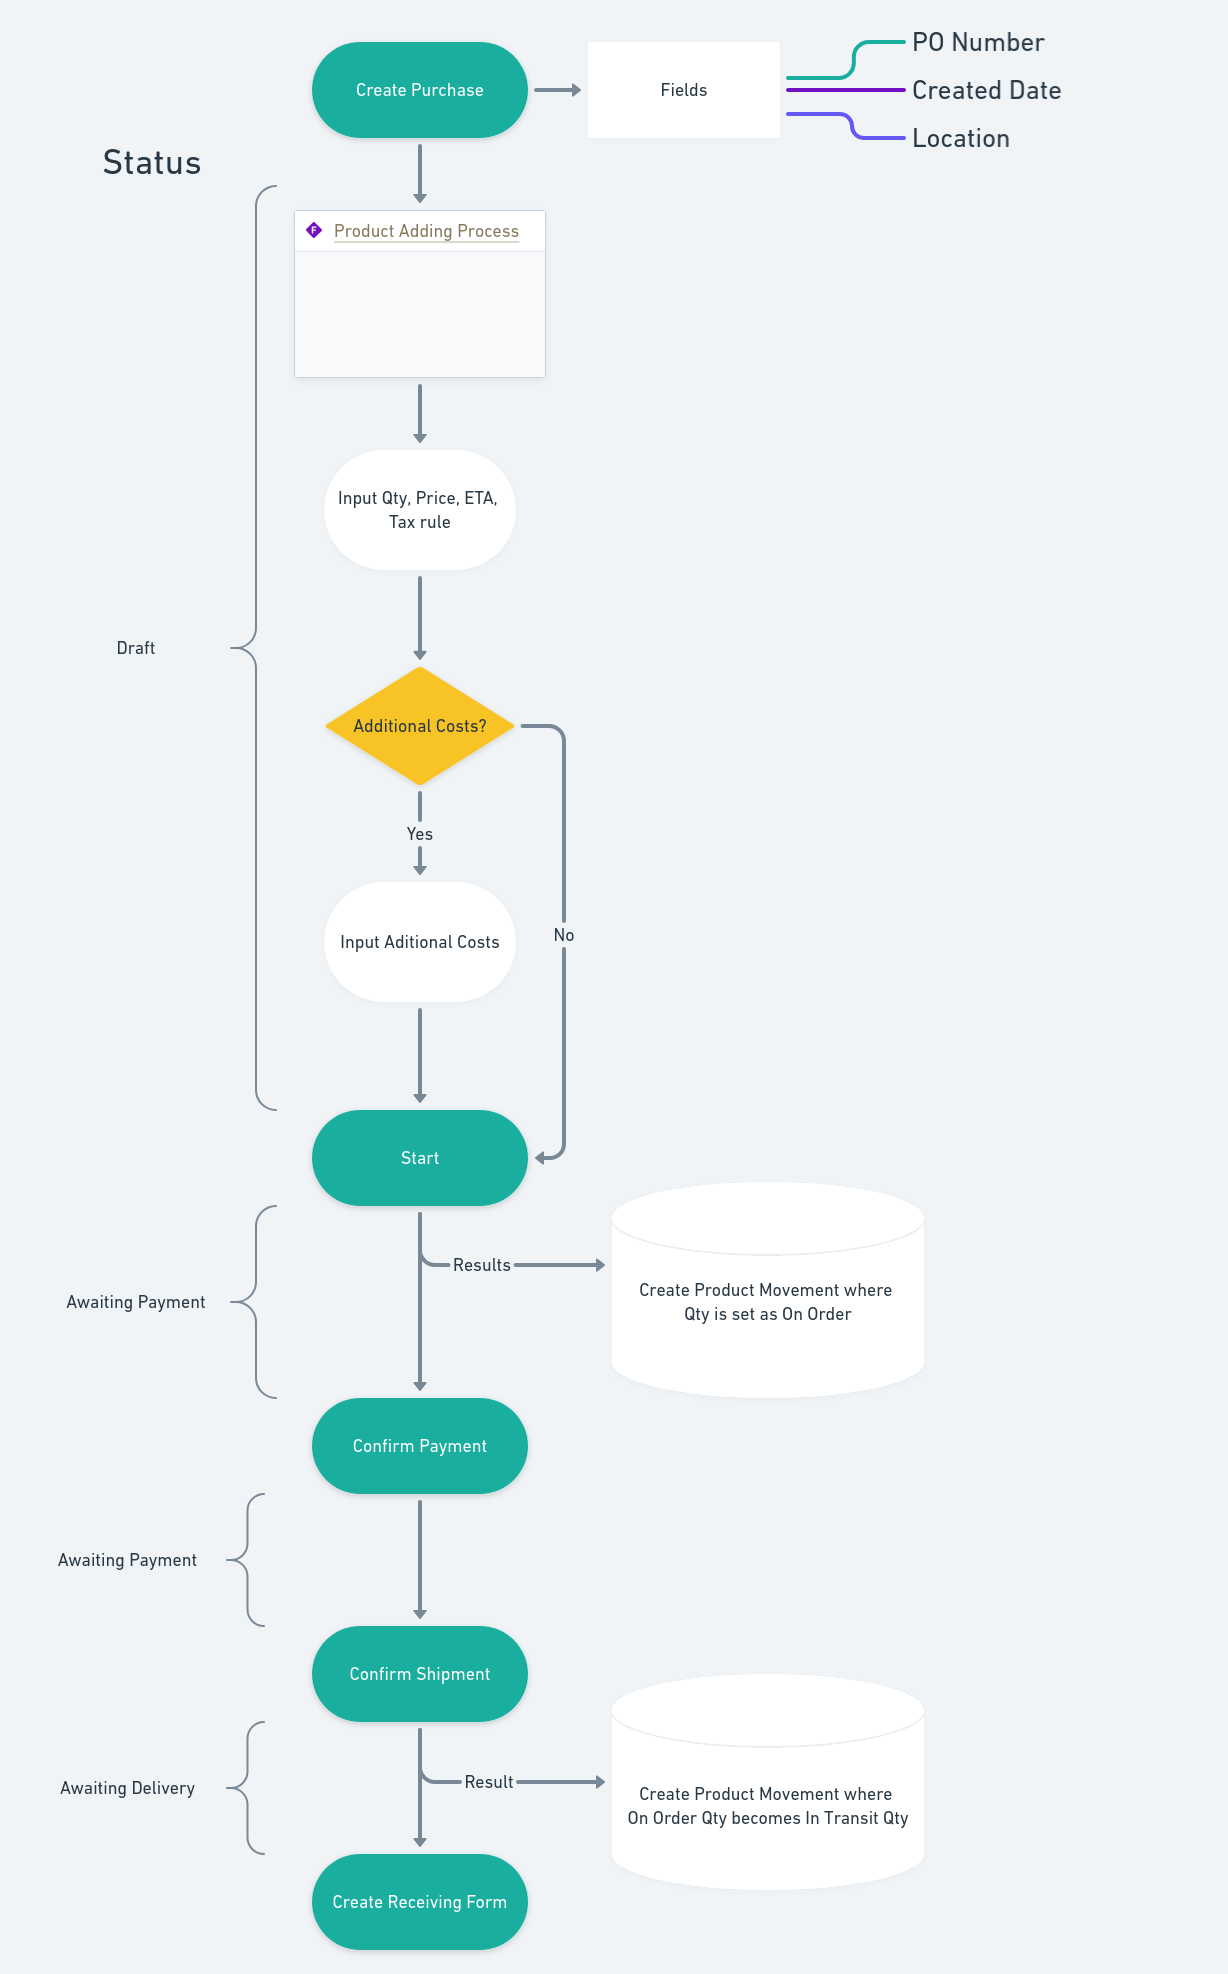 Create Purchase
Fields
PO Number
Created Date
Location
Status
F
Product Adding Process
Input Qty, Price, ETA,
Tax rule
Draft
Additional Costs?
Yes
No
Input Aditional Costs
Start
Results
Create Product Movement where
Qty is set as On Order
Awaiting Payment
Confirm Payment
Awaiting Payment
Confirm Shipment
Awaiting Delivery
Result
Create Product Movement where
On Order Qty becomes In Transit Qty
Create Receiving Form